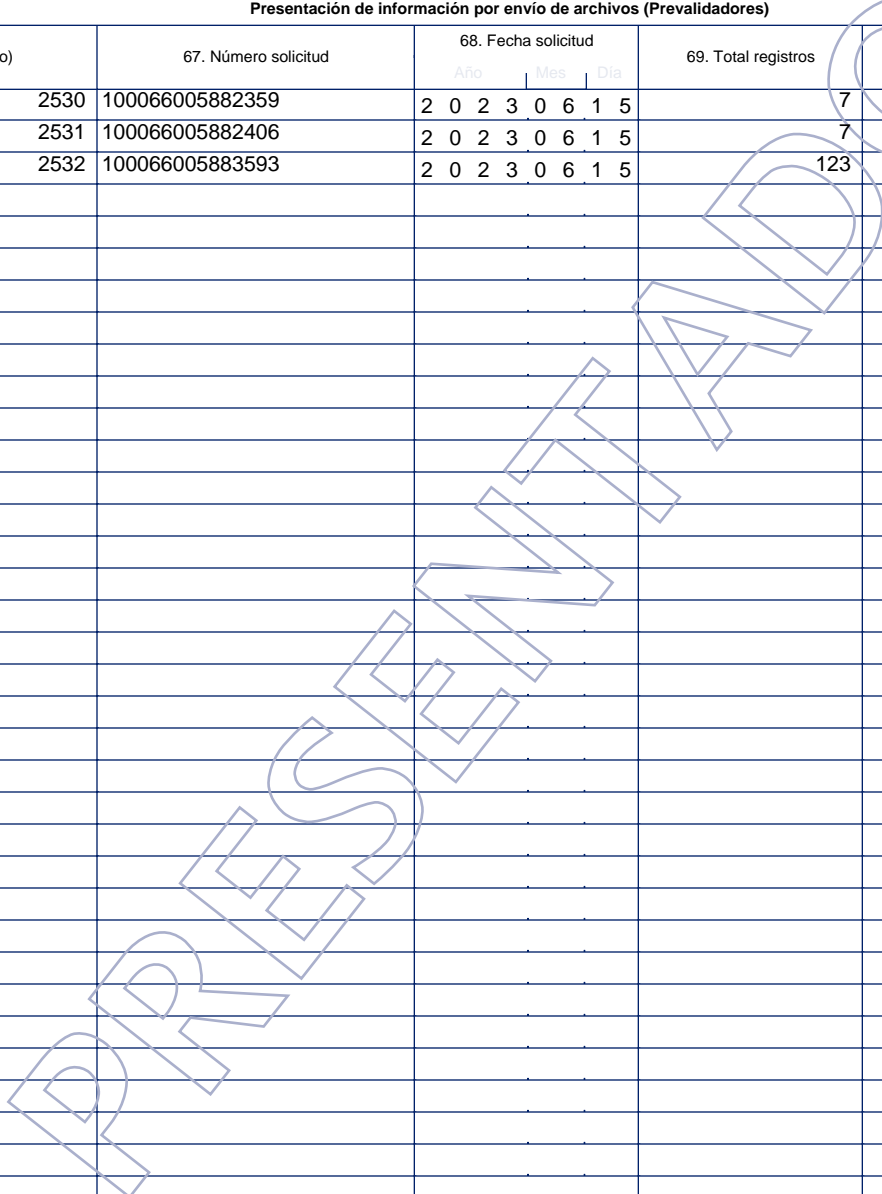 Presentación de información por envío de archivos (Prevalidadores)
o) 67. Número solicitud 68. Fecha solicitud 69. Total registros
Año Mes Día
2530 100066005882359 2 0 2 3 0 6 1 5 7
2531 100066005882406 2 0 2 3 0 6 1 5 7
2532 100066005883593 2 0 2 3 0 6 1 5 123
PRESENTADO